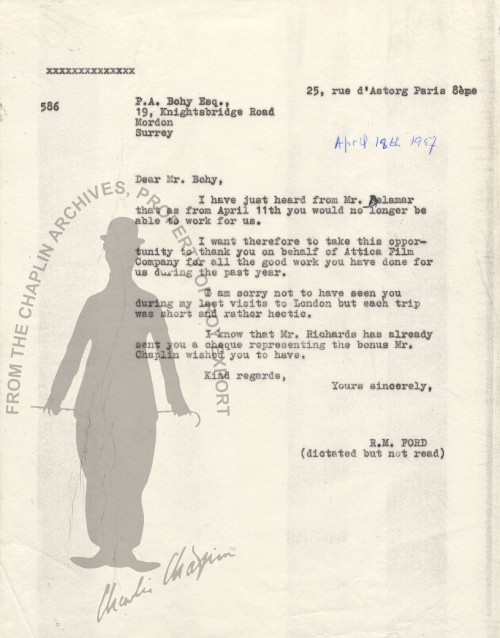 xxxxxxxxxxxxxx
25, rue d'Astorg Paris 8ème
586
P.A. Bohy Esq.,
19, Knightsbridge Road
Mordon
Surrey
April 18th 1957
Dear Mr. Bohy,
I have just heard from Mr. Delamar
that as from April 11th you would no longer be
able to work for us.
I want therefore to take this oppor-
tunity to thank you on behalf of Attica Film
Company for all the good work you have done for
us during the past year.
I am sorry not to have seen you
during my last visits to London but each trip
was short and rather hectic.
I know that Mr. Richards has already
sent you a cheque representing the bonus Mr.
Chaplin wished you to have.
Kind regards,
Yours sincerely,
R.M. FORD
(dictated but not read)
FROM THE CHAPLIN ARCHIVES, PROPERTY OF ROY EXPORT
Charlie Chaplin